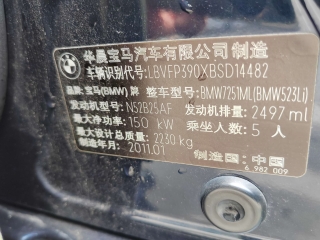 华晨宝马汽车有限公司 制造
车辆识别代号: LBVFP390XBSD14482
品牌: 宝马(BMW) 牌 整车型号:BMW7251ML(BMW523Li)
发动机型号: N52B25AF 发动机排量: 2497 ml
最大净功率: 150 kW 乘坐人数: 5 人
最大总质量: 2230 kg
制造年月: 2011.01 制造国: 中国
6 982 009